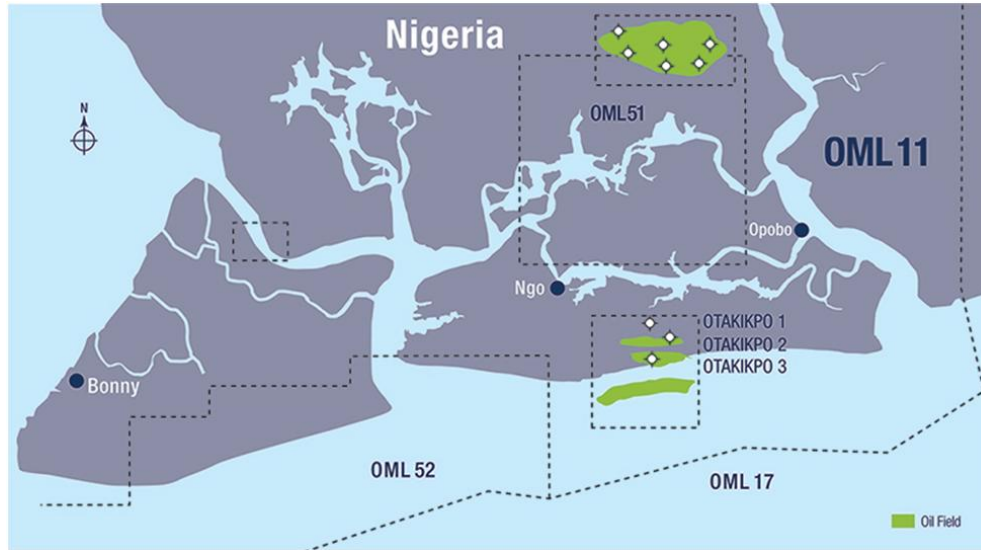 Nigeria
N
OML51
OML 11
Opobo
Ngo
OTAKIKPO 1
OTAKIKPO 2
OTAKIKPO 3
Bonny
OML 52
OML 17
Oil Field